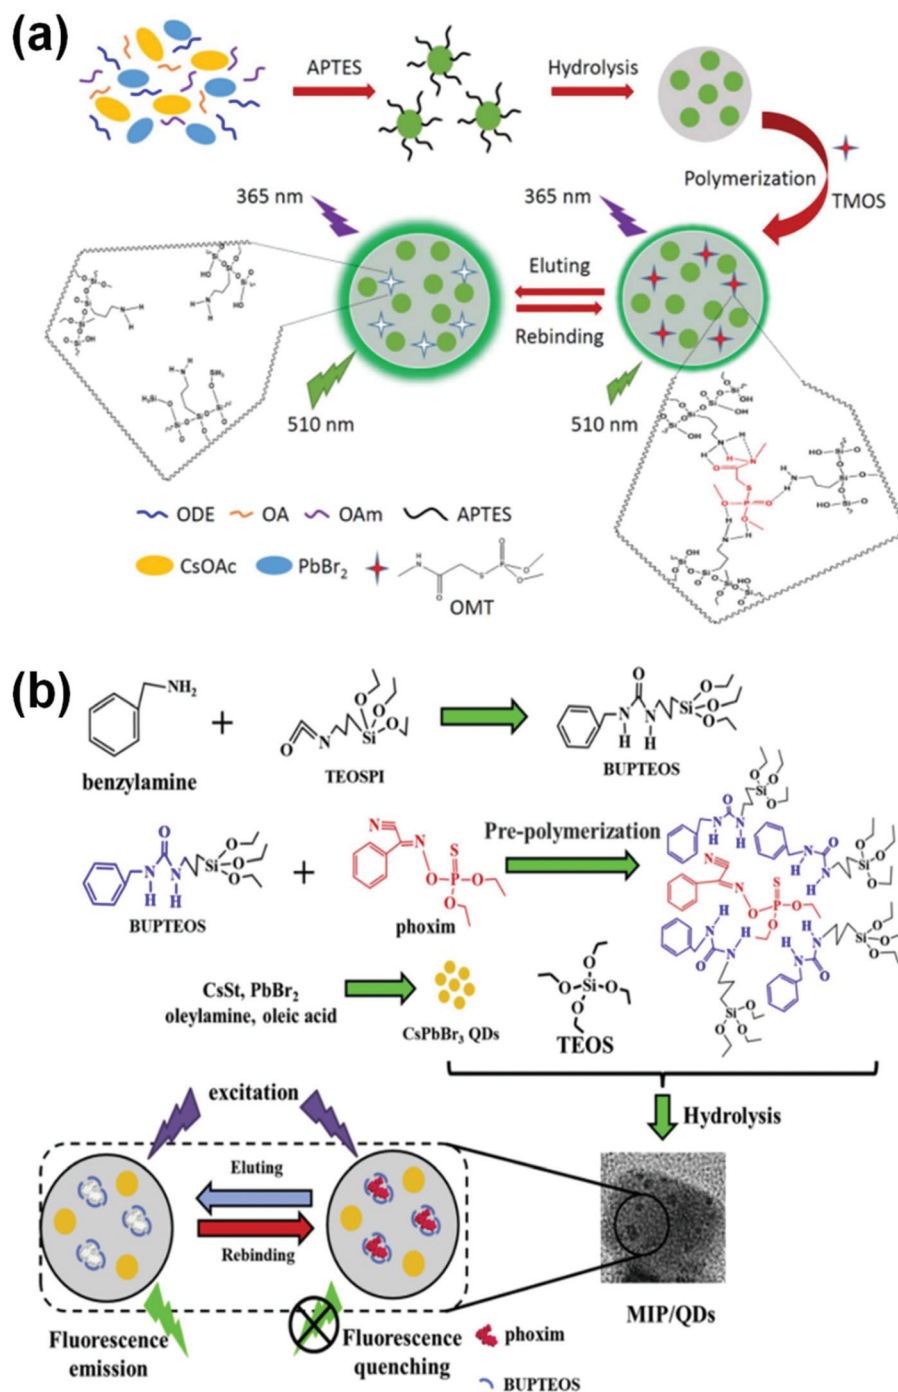 (a)
APTES
Hydrolysis
Polymerization
TMOS
365 nm
365 nm
Eluting
Rebinding
510 nm
510 nm
ODE OA OAm APTES
CsOAc PbBr2 OMT
(b)
NH2
benzylamine
+
TEOSPI
BUPTEOS
BUPTEOS
+
phoxim
Pre-polymerization
CsSt, PbBr2
oleylamine, oleic acid
CsPbBr3 QDs
TEOS
Hydrolysis
excitation
Eluting
Rebinding
MIP/QDs
Fluorescence
emission
Fluorescence
quenching
phoxim
BUPTEOS